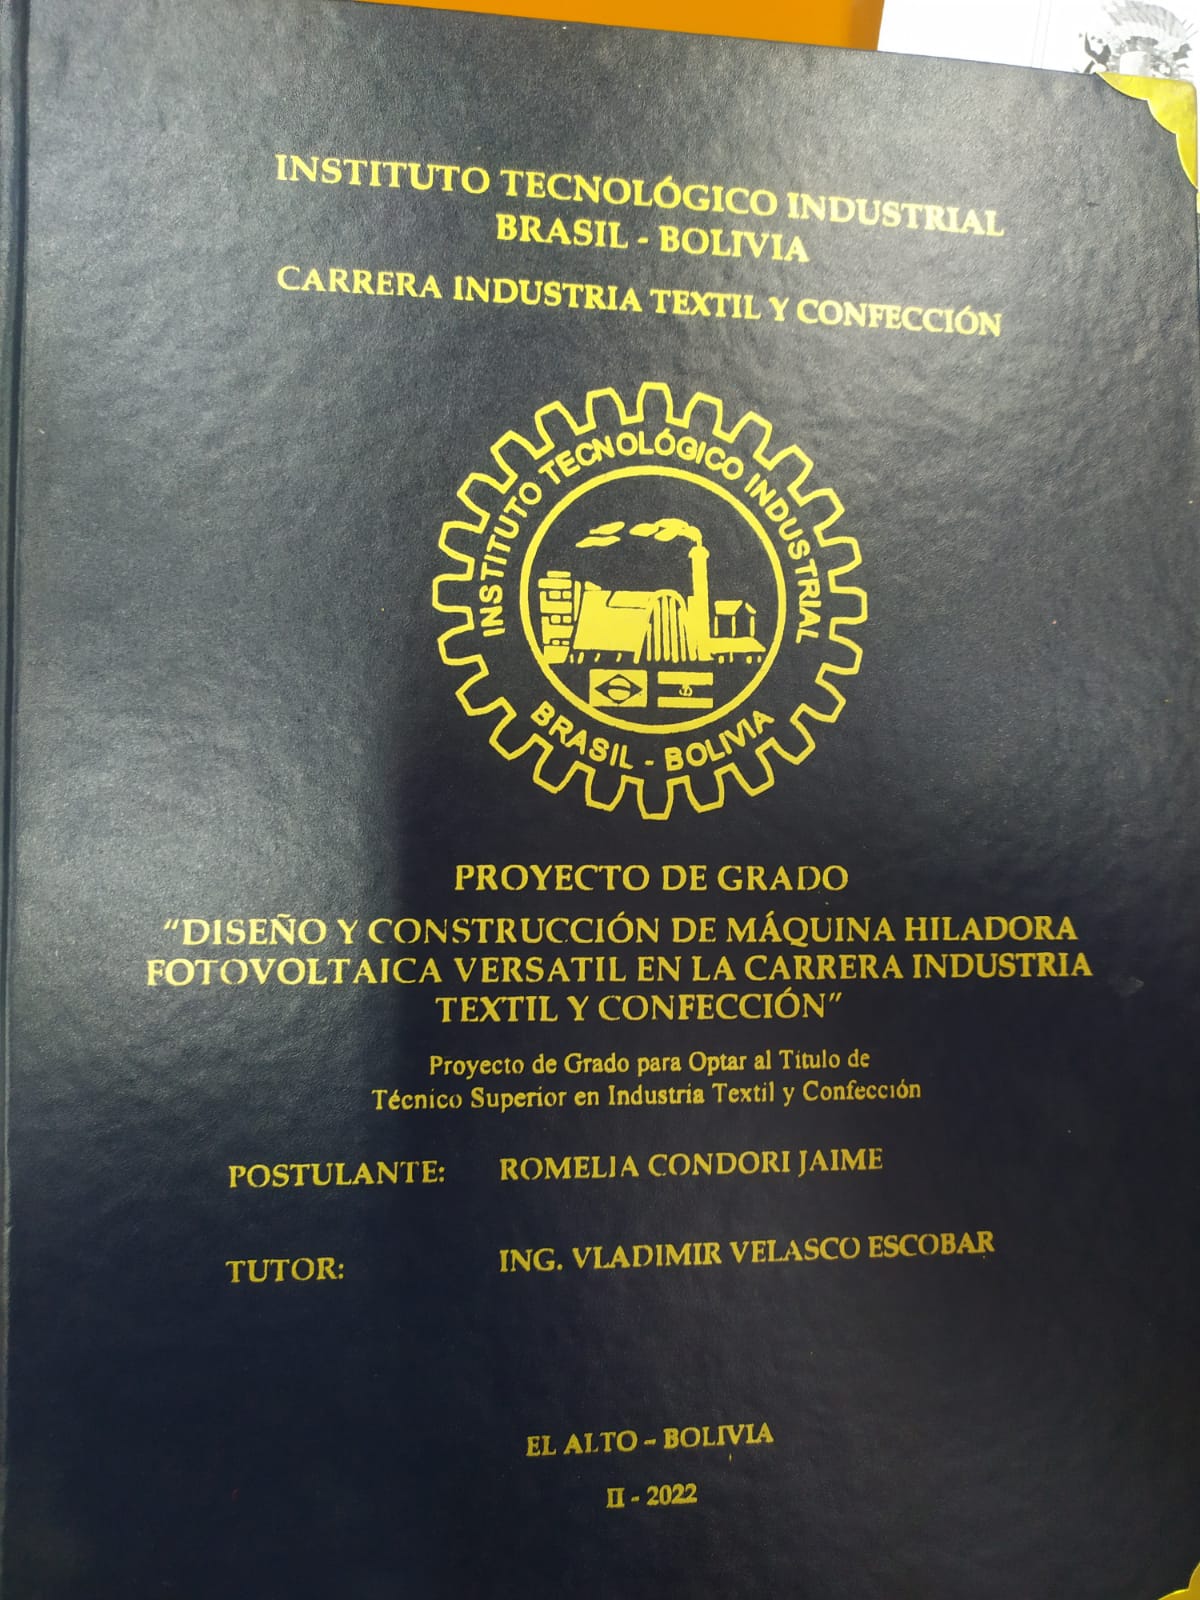 INSTITUTO TECNOLÓGICO INDUSTRIAL
BRASIL - BOLIVIA
CARRERA INDUSTRIA TEXTIL Y CONFECCIÓN
INSTITUTO TECNOLÓGICO INDUSTRIAL
BRASIL - BOLIVIA
PROYECTO DE GRADO
“DISEÑO Y CONSTRUCCIÓN DE MÁQUINA HILADORA
FOTOVOLTAICA VERSATIL EN LA CARRERA INDUSTRIA
TEXTIL Y CONFECCIÓN”
Proyecto de Grado para Optar al Título de
Técnico Superior en Industria Textil y Confección
POSTULANTE: ROMELIA CONDORI JAIME
TUTOR: ING. VLADIMIR VELASCO ESCOBAR
EL ALTO – BOLIVIA
II - 2022